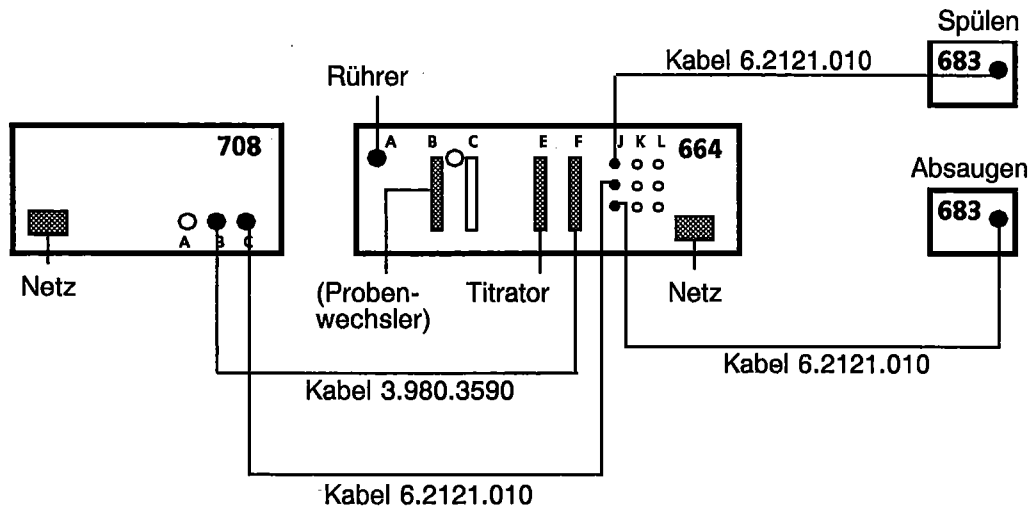 Spülen
Kabel 6.2121.010
683
Rührer
708
A B C E F J K L
664
Absaugen
683
A B C
Netz
(Proben-
wechsler)
Titrator
Netz
Kabel 6.2121.010
Kabel 3.980.3590
Kabel 6.2121.010